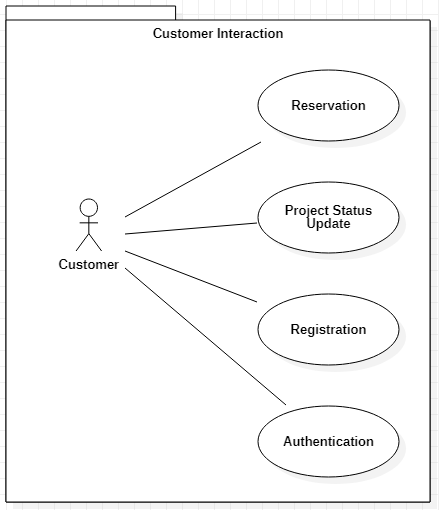 Customer Interaction
Reservation
Project Status
Update
Customer
Registration
Authentication